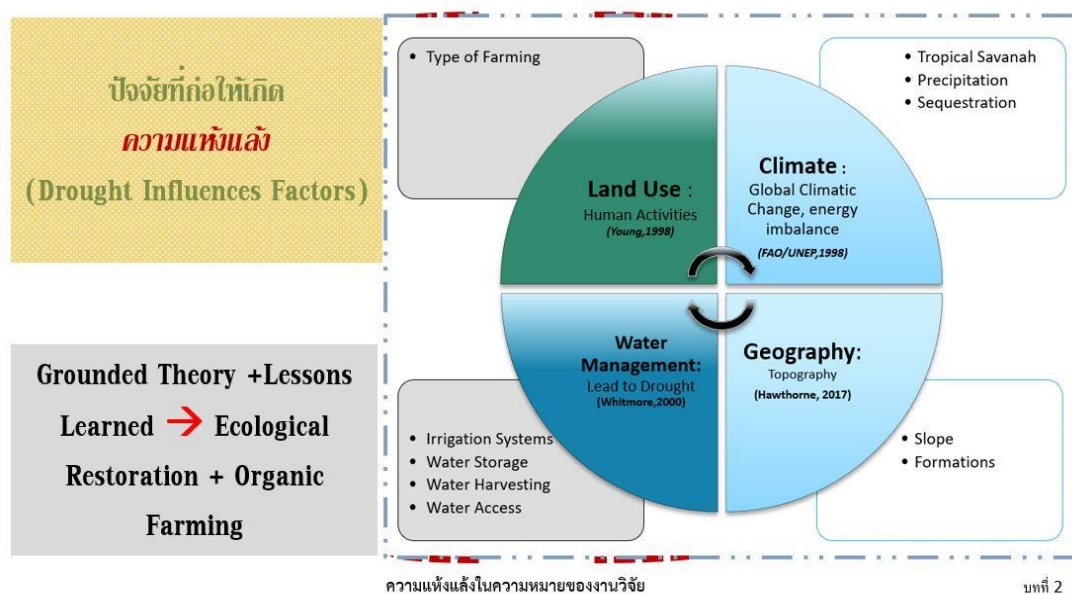 ปัจจัยที่ก่อให้เกิด
ความแห้งแล้ง
(Drought Influences Factors)
Grounded Theory +Lessons
Learned → Ecological
Restoration + Organic
Farming
• Type of Farming
• Tropical Savanah
• Precipitation
• Sequestration
Land Use :
Human Activities
(Young,1998)
Climate :
Global Climatic
Change, energy
imbalance
(FAO/UNEP,1998)
Water
Management:
Lead to Drought
(Whitmore,2000)
Geography:
Topography
(Hawthorne, 2017)
• Irrigation Systems
• Water Storage
• Water Harvesting
• Water Access
• Slope
• Formations
ความแห้งแล้งในความหมายของงานวิจัย
บทที่ 2